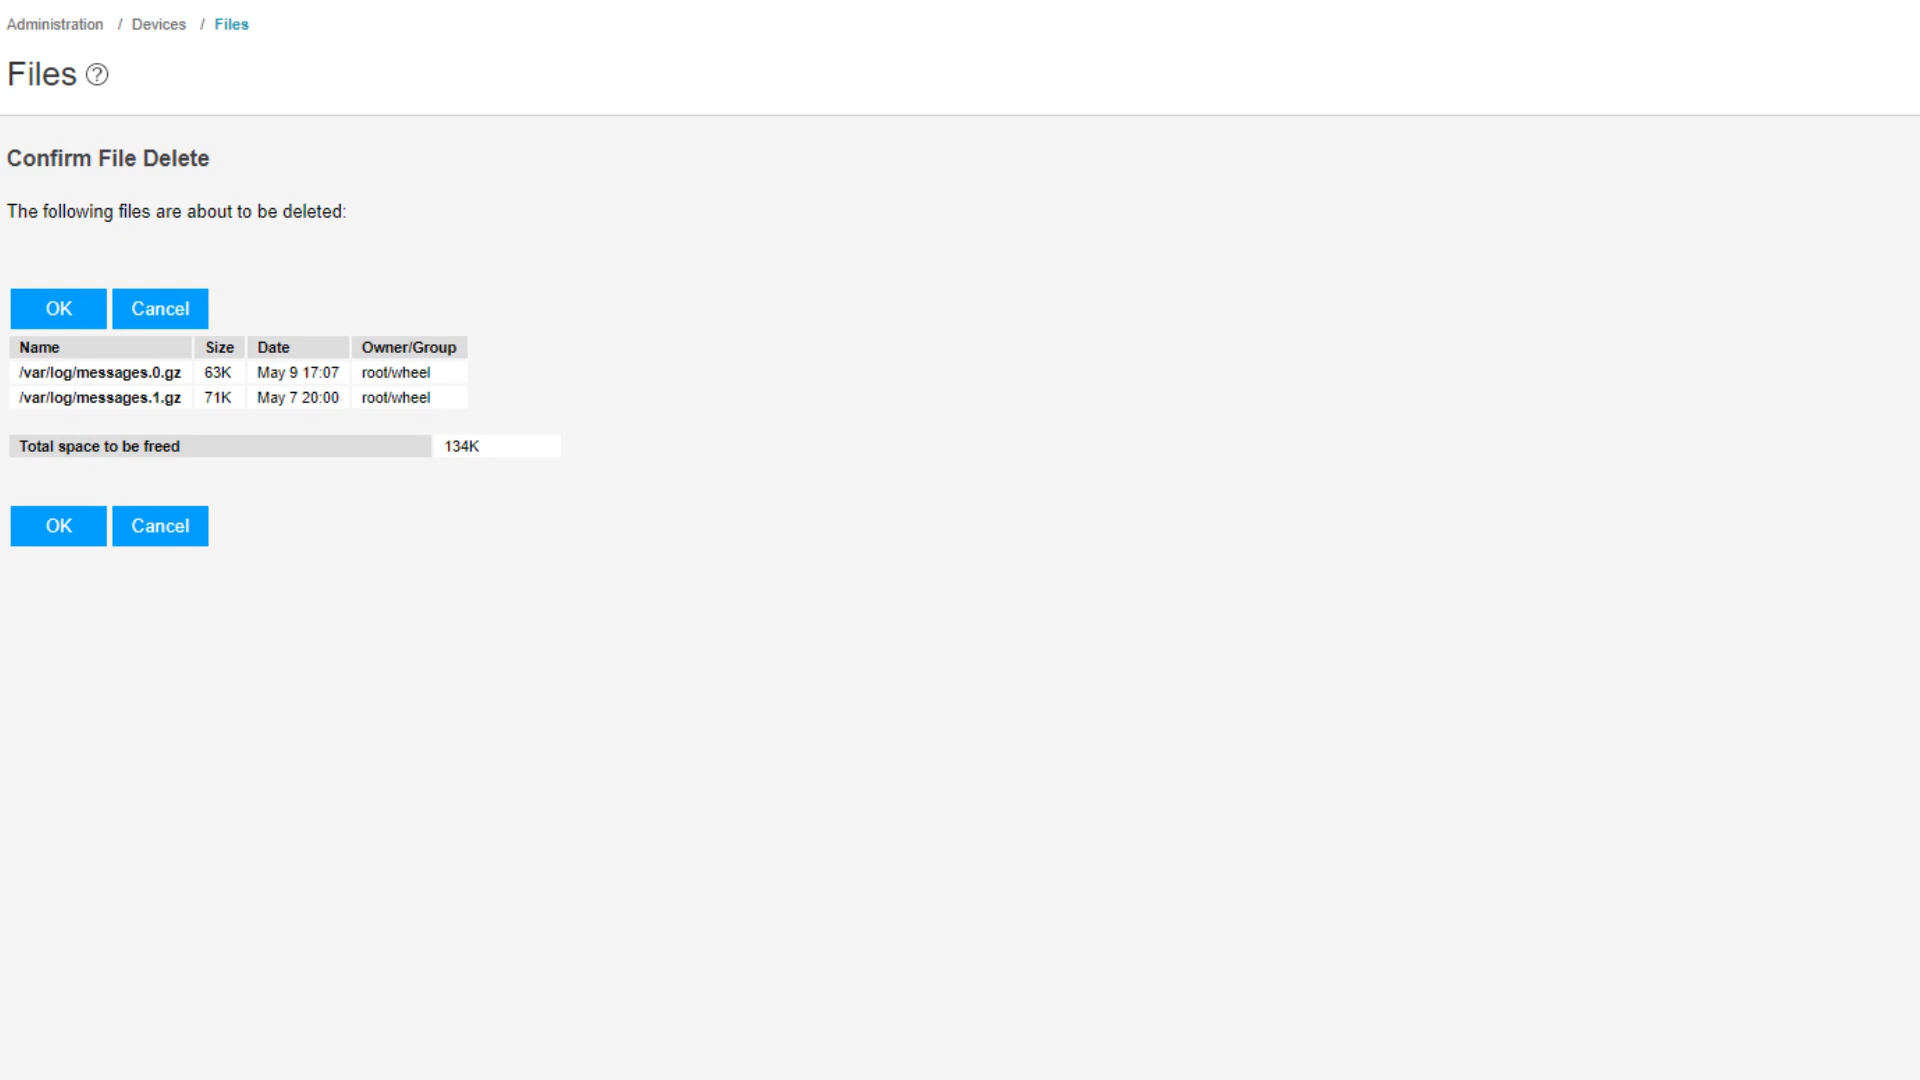 Administration / Devices / Files
Files ?
Confirm File Delete
The following files are about to be deleted:
OK Cancel
Name Size Date Owner/Group
/var/log/messages.0.gz 63K May 9 17:07 root/wheel
/var/log/messages.1.gz 71K May 7 20:00 root/wheel
Total space to be freed 134K
OK Cancel